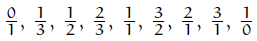 0/1, 1/3, 1/2, 2/3, 1/1, 3/2, 2/1, 3/1, 1/0